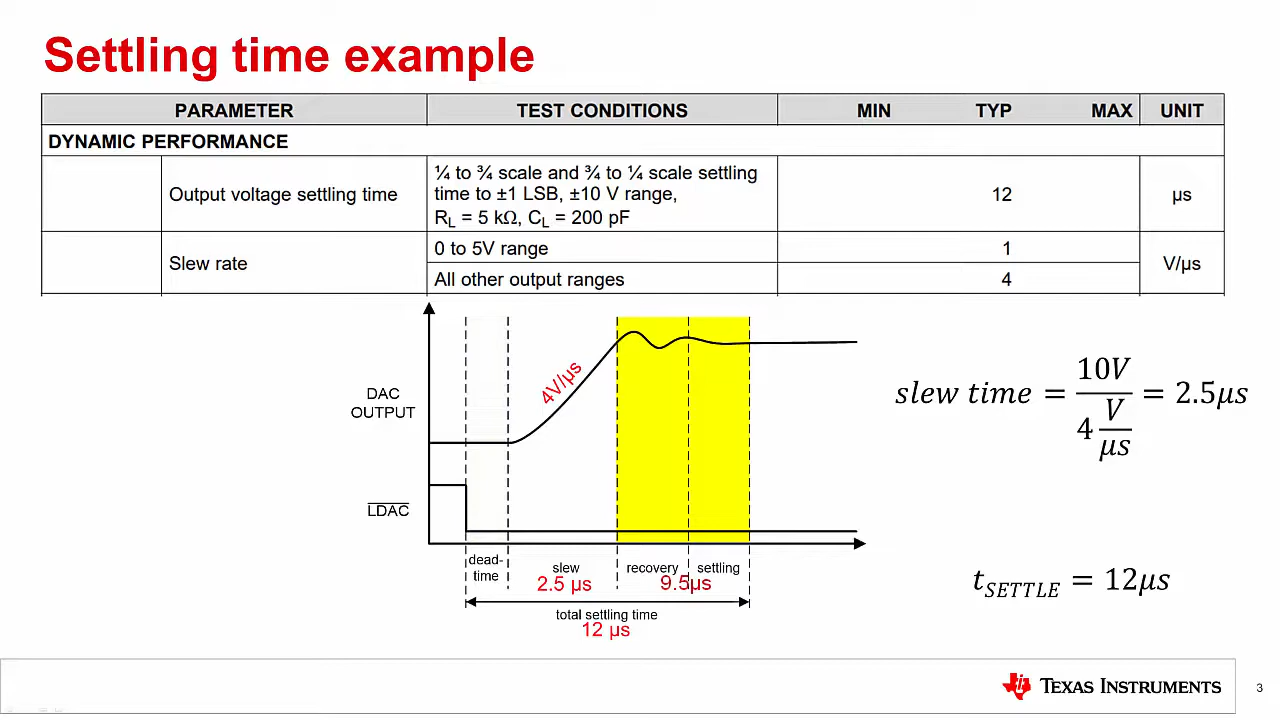 Settling time example
PARAMETER TEST CONDITIONS MIN TYP MAX UNIT
DYNAMIC PERFORMANCE
Output voltage settling time
¼ to ¾ scale and ¾ to ¼ scale settling
time to ±1 LSB, ±10 V range,
RL = 5 kΩ, CL = 200 pF
12
µs
Slew rate
0 to 5V range
1
All other output ranges
4
V/µs
DAC
OUTPUT
4V/µs
LDAC
dead-
time
slew
2.5 µs
recovery
settling
9.5µs
total settling time
12 µs
slew time = 10V / 4 V/µs = 2.5µs
tSETTLE = 12µs
TEXAS INSTRUMENTS
3